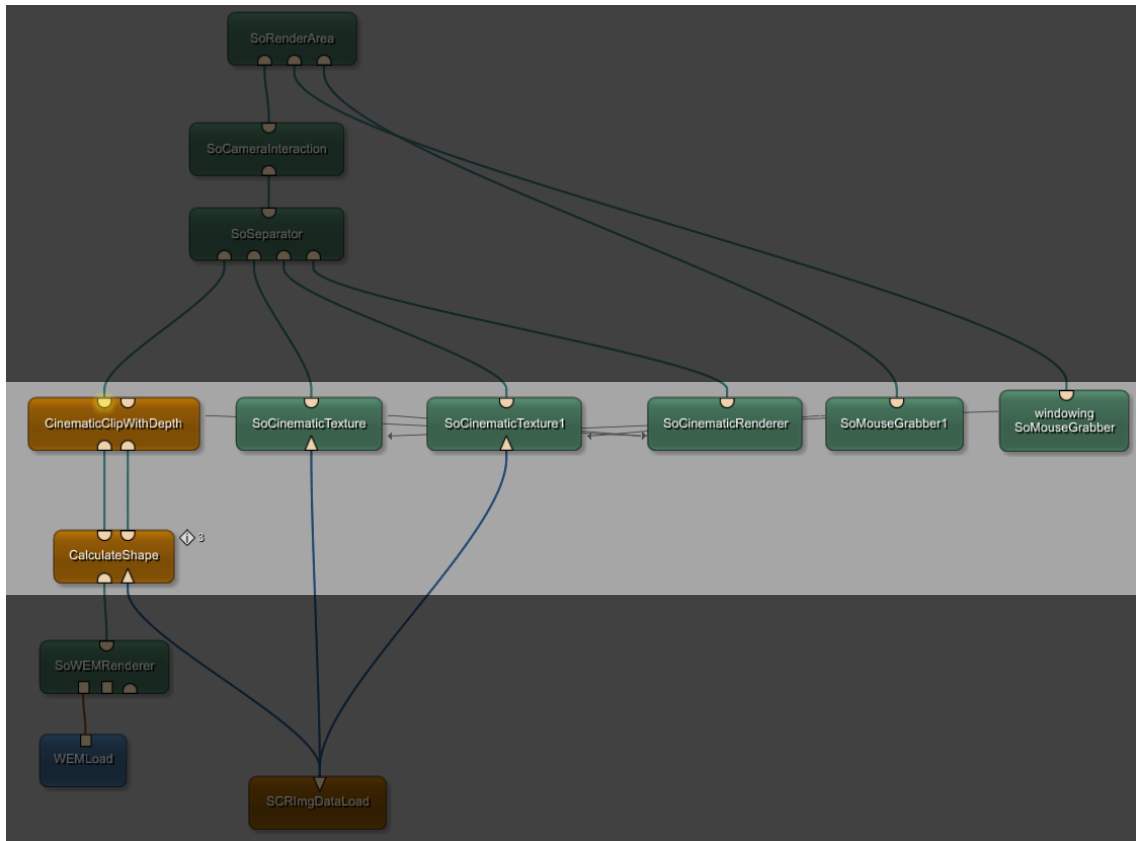 SoRenderArea
SoCameraInteraction
SoSeparator
CinematicClipWithDepth
SoCinematicTexture
SoCinematicTexture1
SoCinematicRenderer
SoMouseGrabber1
windowing
SoMouseGrabber
CalculateShape
i 3
SoWEMRenderer
WEMLoad
SCRImgDataLoad